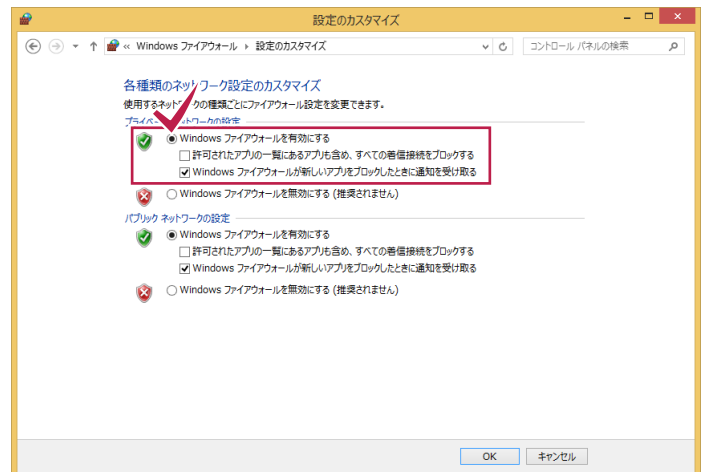 設定のカスタマイズ
« Windows ファイアウォール ▸ 設定のカスタマイズ
コントロール パネルの検索
各種類のネットワーク設定のカスタマイズ
使用するネットワークの種類ごとにファイアウォール設定を変更できます。
プライベート ネットワークの設定
Windows ファイアウォールを有効にする
許可されたアプリの一覧にあるアプリも含め、すべての着信接続をブロックする
Windows ファイアウォールが新しいアプリをブロックしたときに通知を受け取る
Windows ファイアウォールを無効にする (推奨されません)
パブリック ネットワークの設定
Windows ファイアウォールを有効にする
許可されたアプリの一覧にあるアプリも含め、すべての着信接続をブロックする
Windows ファイアウォールが新しいアプリをブロックしたときに通知を受け取る
Windows ファイアウォールを無効にする (推奨されません)
OK
キャンセル